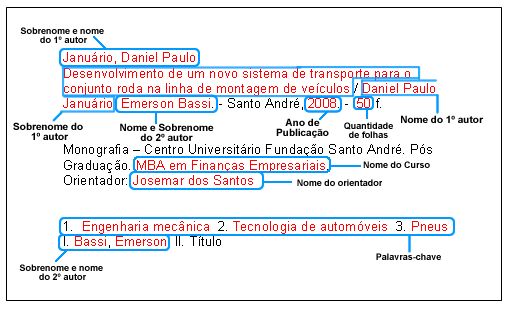 Sobrenome e nome
do 1º autor
Januário, Daniel Paulo
Desenvolvimento de um novo sistema de transporte para o
conjunto roda na linha de montagem de veículos / Daniel Paulo
Januário Emerson Bassi. - Santo André, 2008. - 50 f.
Sobrenome do
1º autor
Nome e Sobrenome
do 2º autor
Ano de
Publicação
Quantidade
de folhas
Nome do 1º autor
Monografia – Centro Universitário Fundação Santo André. Pós
Graduação. MBA em Finanças Empresariais.
Nome do Curso
Orientador: Josemar dos Santos
Nome do orientador
1. Engenharia mecânica 2. Tecnologia de automóveis 3. Pneus
I. Bassi, Emerson II. Título
Sobrenome e nome
do 2º autor
Palavras-chave